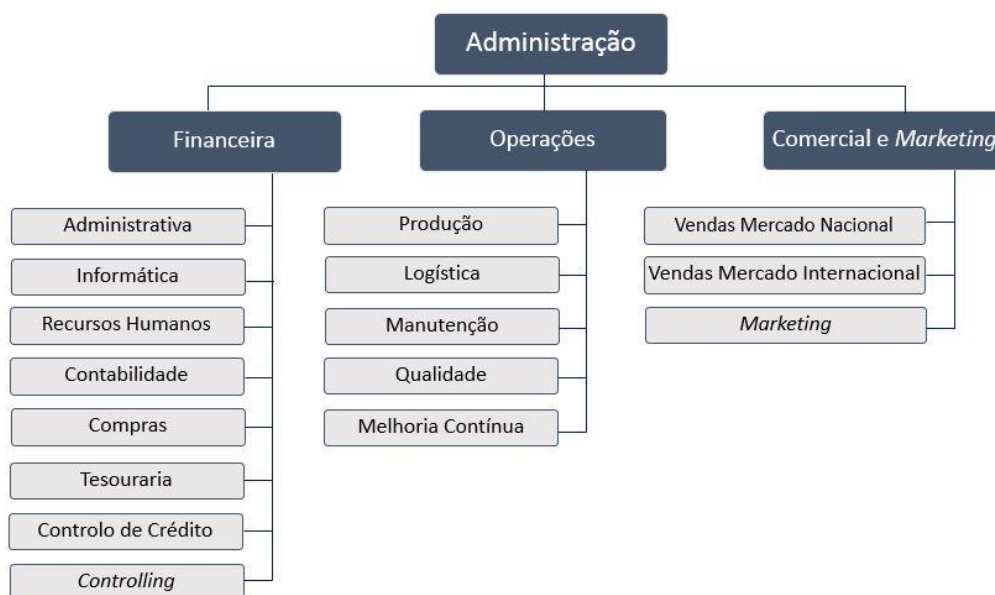 Administração
Financeira
Operações
Comercial e Marketing
Administrativa
Informática
Recursos Humanos
Contabilidade
Compras
Tesouraria
Controlo de Crédito
Controlling
Produção
Logística
Manutenção
Qualidade
Melhoria Contínua
Vendas Mercado Nacional
Vendas Mercado Internacional
Marketing